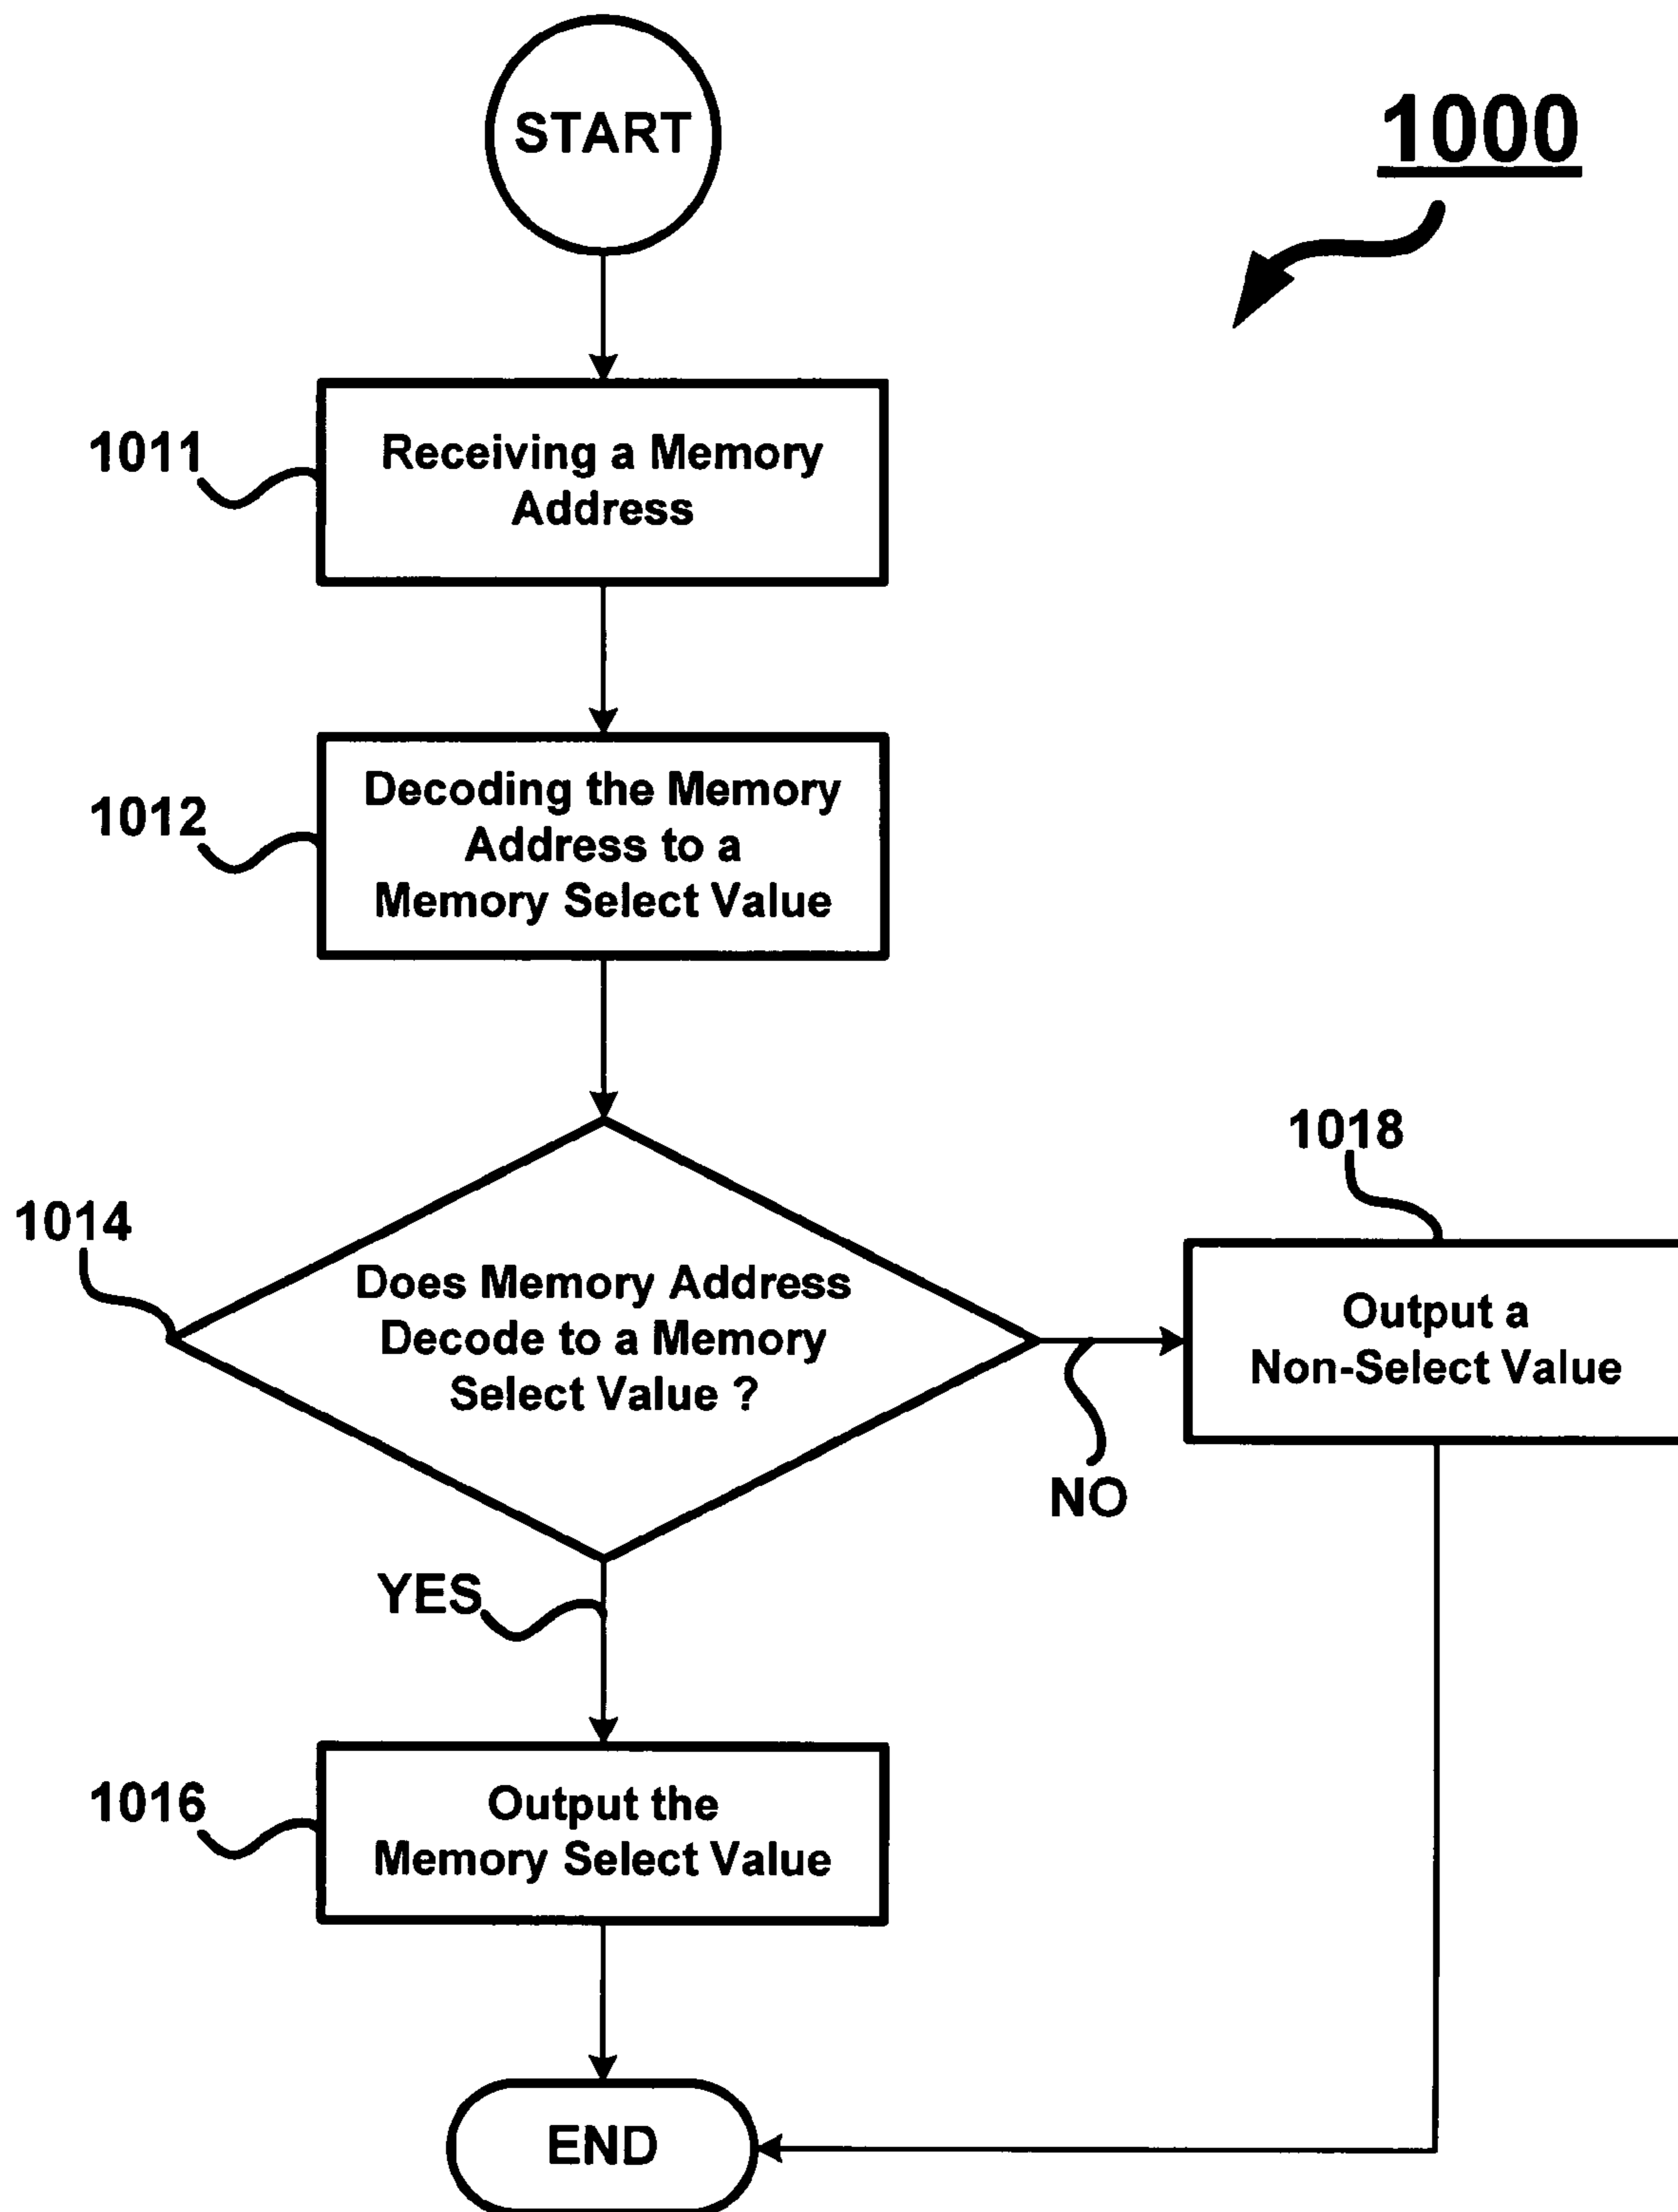 START
1000
1011
Receiving a Memory
Address
1012
Decoding the Memory
Address to a
Memory Select Value
1014
Does Memory Address
Decode to a Memory
Select Value ?
1018
Output a
Non-Select Value
NO
YES
1016
Output the
Memory Select Value
END